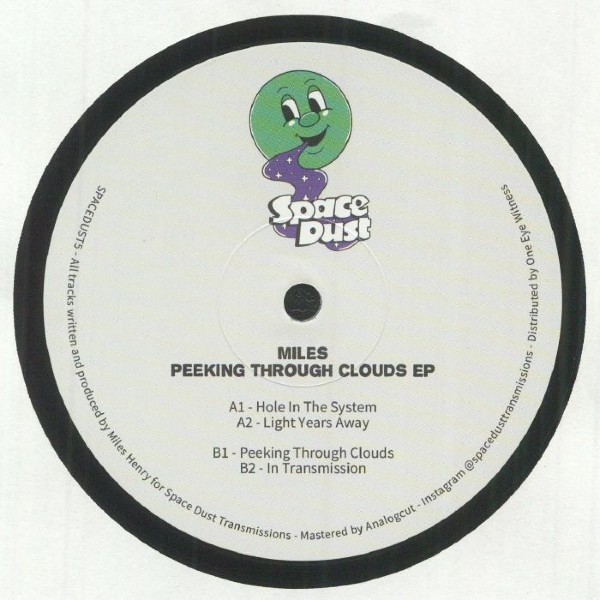 Space
Dust
MILES
PEEKING THROUGH CLOUDS EP
A1 - Hole In The System
A2 - Light Years Away
B1 - Peeking Through Clouds
B2 - In Transmission
SPACEDUST5 - All tracks written and produced by Miles Henry for Space Dust Transmissions - Mastered by Analogcut - Instagram @spacedusttransmissions - Distributed by One Eye Witness